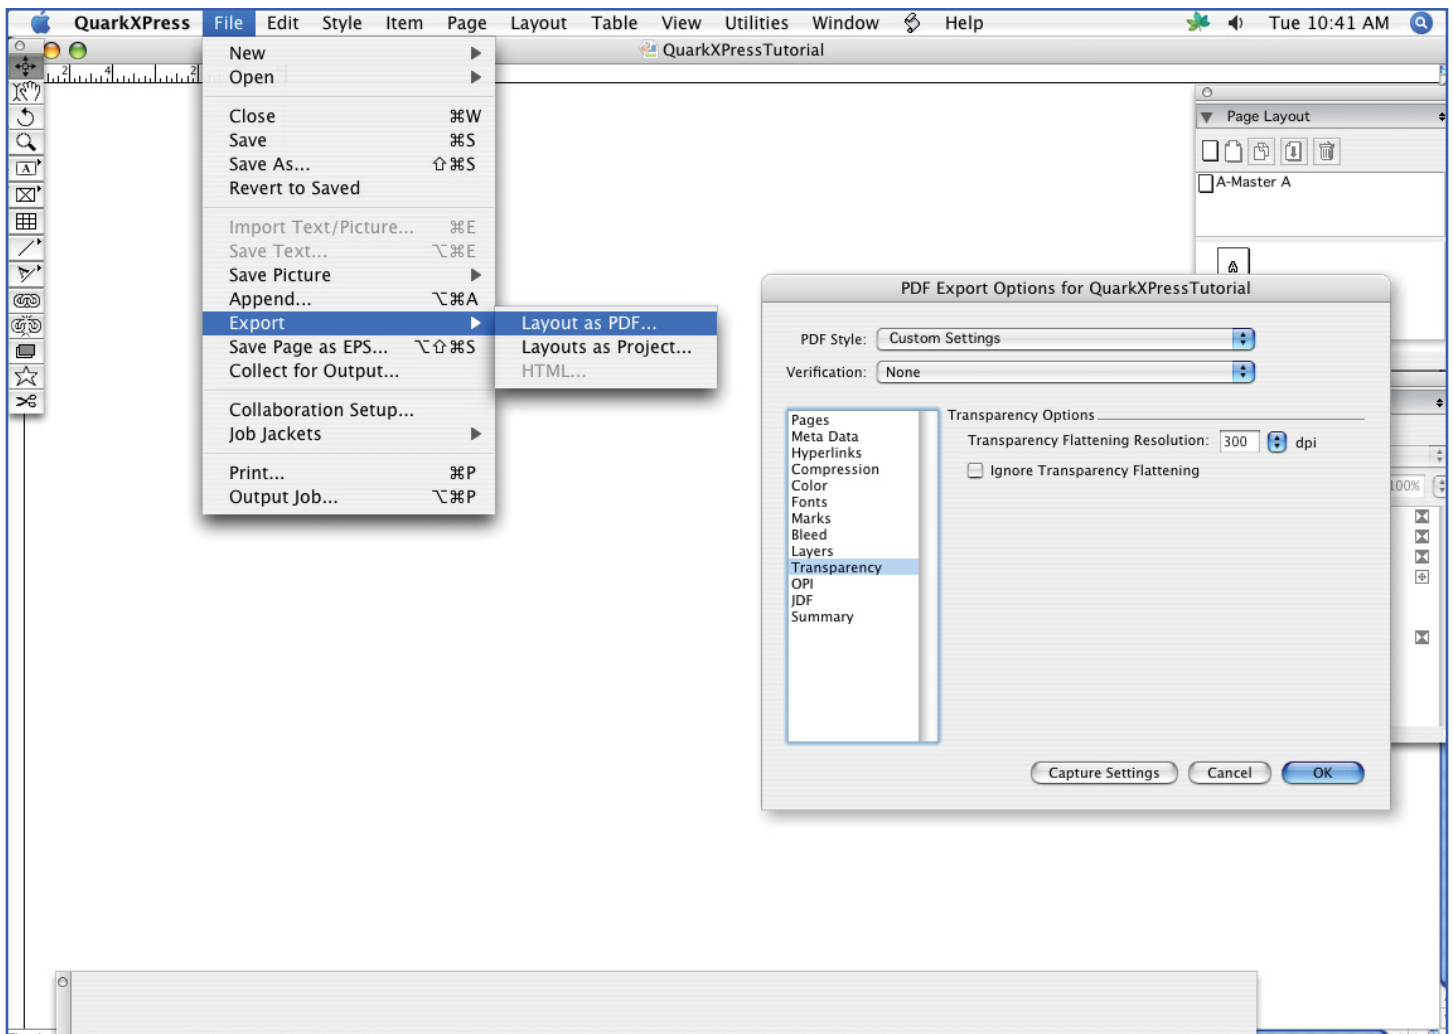 QuarkXPress File Edit Style Item Page Layout Table View Utilities Window Help Tue 10:41 AM
QuarkXPressTutorial
2 4 2
New
Open
Close ⌘W
Save ⌘S
Save As... ⇧⌘S
Revert to Saved
Import Text/Picture... ⌘E
Save Text... ⌥⌘E
Save Picture
Append... ⌥⌘A
Export
Save Page as EPS... ⌥⇧⌘S
Collect for Output...
Collaboration Setup...
Job Jackets
Print... ⌘P
Output Job... ⌥⌘P
Layout as PDF...
Layouts as Project...
HTML...
Page Layout
A-Master A
A
PDF Export Options for QuarkXPressTutorial
PDF Style: Custom Settings
Verification: None
Pages
Meta Data
Hyperlinks
Compression
Color
Fonts
Marks
Bleed
Layers
Transparency
OPI
JDF
Summary
Transparency Options
Transparency Flattening Resolution: 300 dpi
Ignore Transparency Flattening
Capture Settings Cancel OK
100%